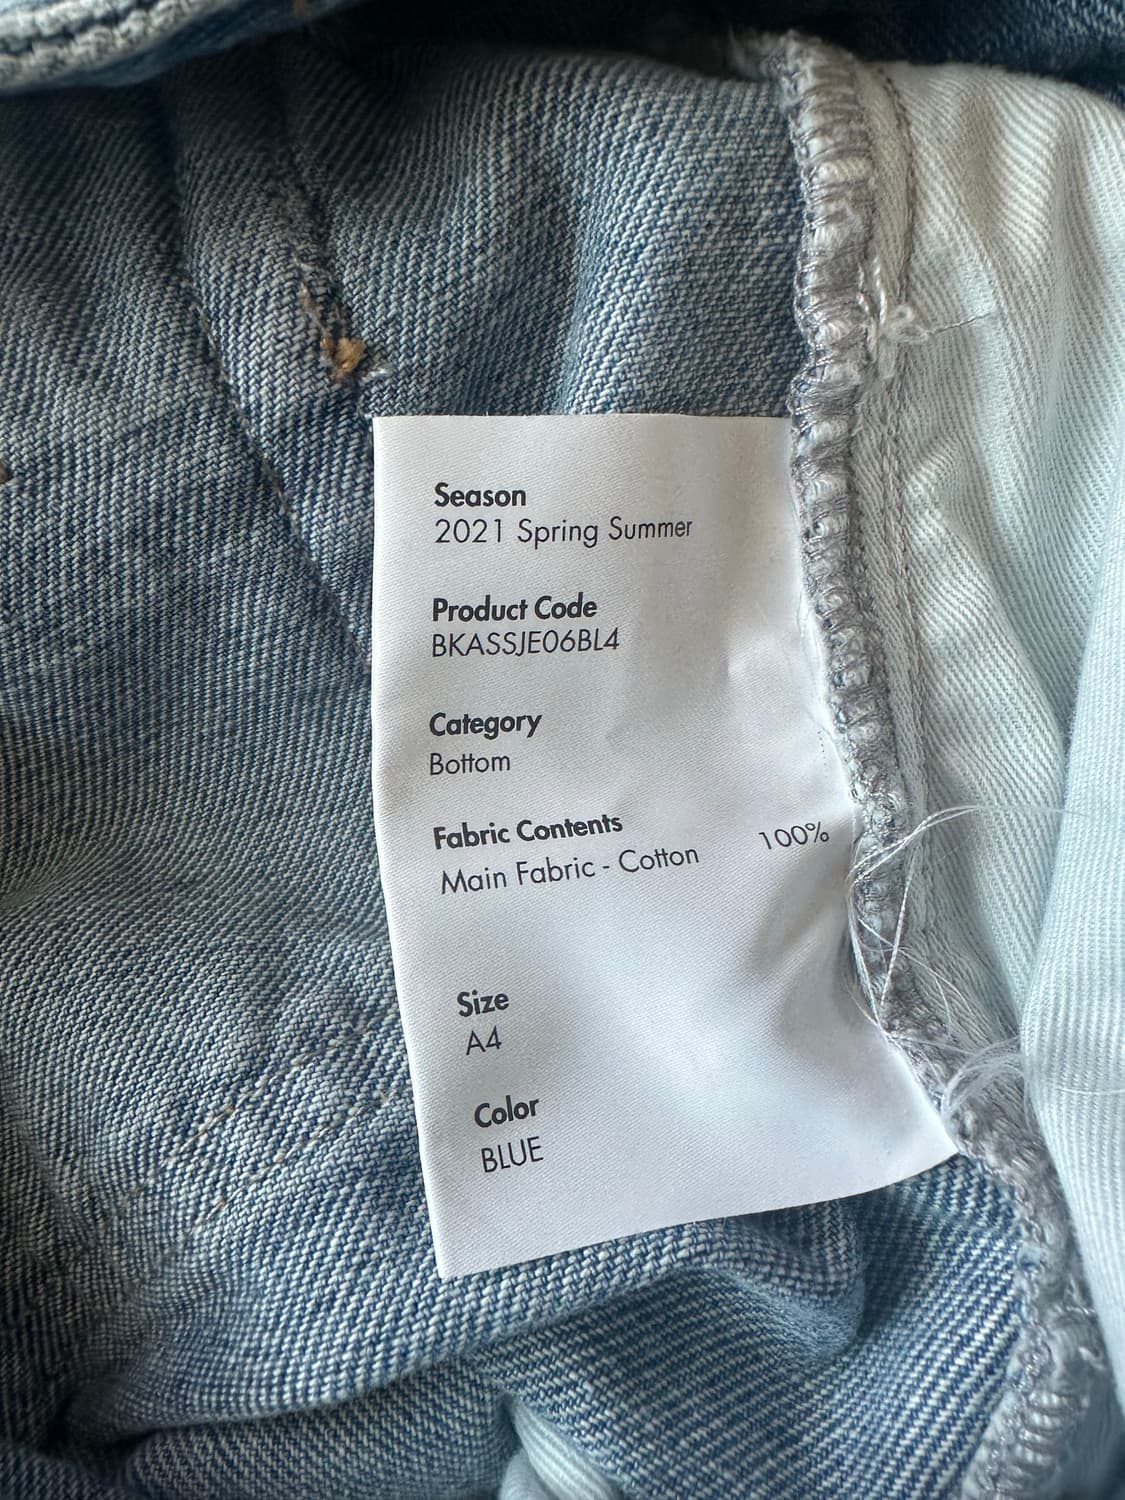 Season
2021 Spring Summer
Product Code
BKASSJE06BL4
Category
Bottom
Fabric Contents
Main Fabric - Cotton 100%
Size
A4
Color
BLUE